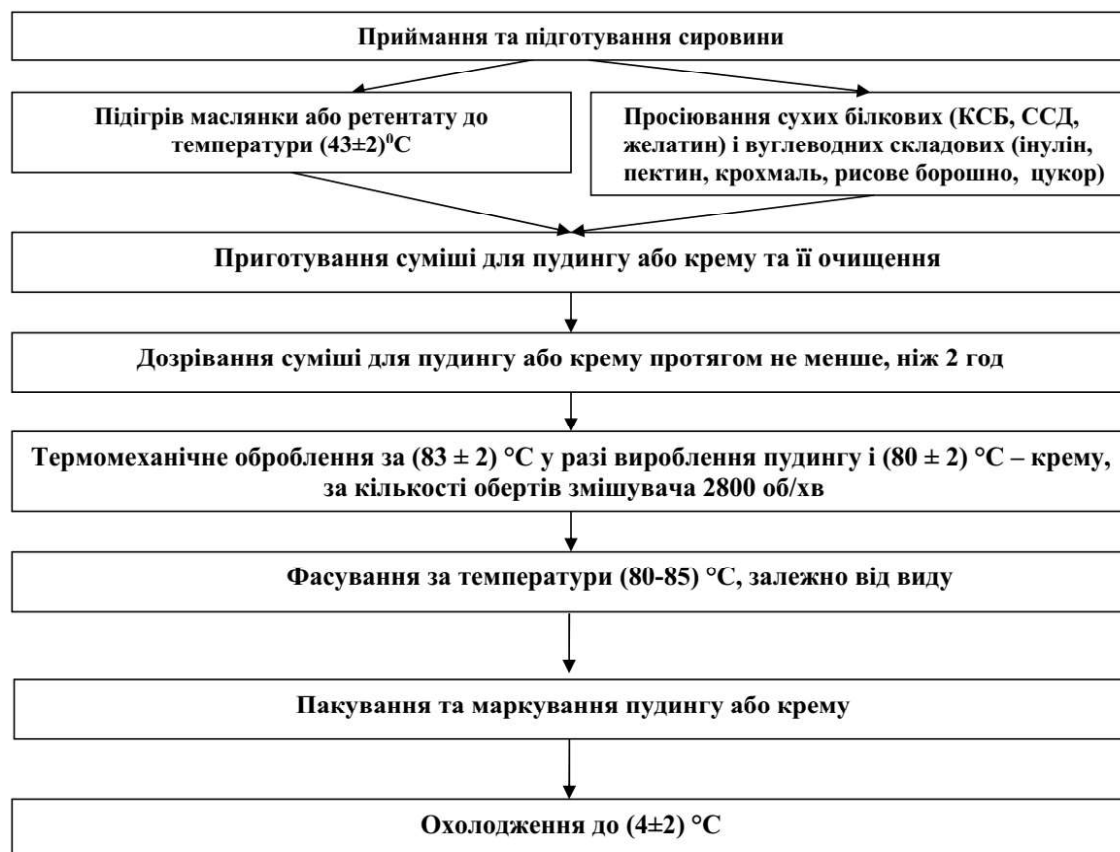 Приймання та підготування сировини
Підігрів маслянки або ретентату до
температури (43±2)⁰С
Просіювання сухих білкових (КСБ, ССД,
желатин) і вуглеводних складових (інулін,
пектин, крохмаль, рисове борошно, цукор)
Приготування суміші для пудингу або крему та її очищення
Дозрівання суміші для пудингу або крему протягом не менше, ніж 2 год
Термомеханічне оброблення за (83 ± 2) °С у разі вироблення пудингу і (80 ± 2) °С – крему,
за кількості обертів змішувача 2800 об/хв
Фасування за температури (80-85) °С, залежно від виду
Пакування та маркування пудингу або крему
Охолодження до (4±2) °С